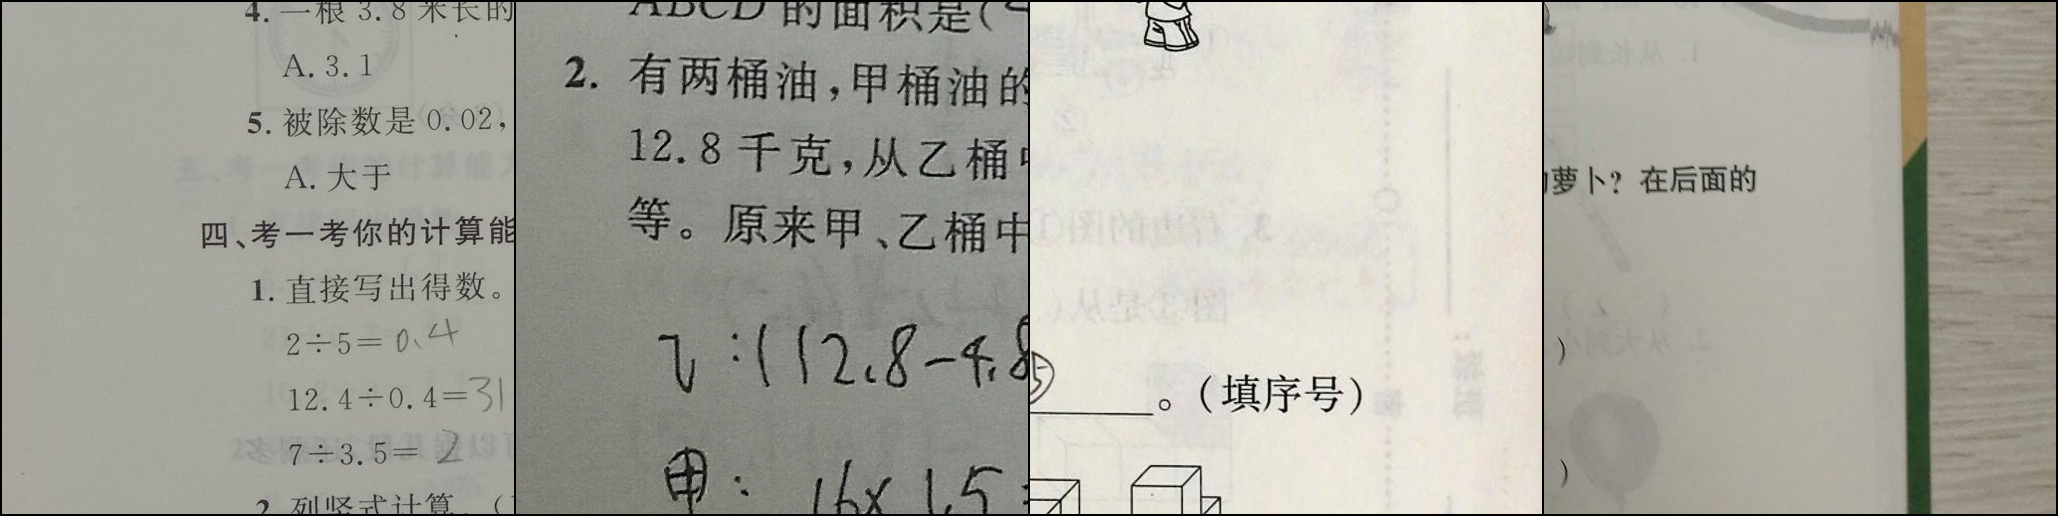 4. 一根 3.8 米长的
A. 3.1
5. 被除数是 0.02,
A. 大于
四、考一考你的计算能
1. 直接写出得数。
2÷5= 0.4
12.4÷0.4=31
7÷3.5= 2
2. 列竖式计算。(
ABCD 的面积是(
2. 有两桶油,甲桶油的
12.8 千克,从乙桶
等。原来甲、乙桶中
乙:(12.8-4.8
甲: 16×1.5=
⑤
。(填序号)
萝卜? 在后面的
)
)